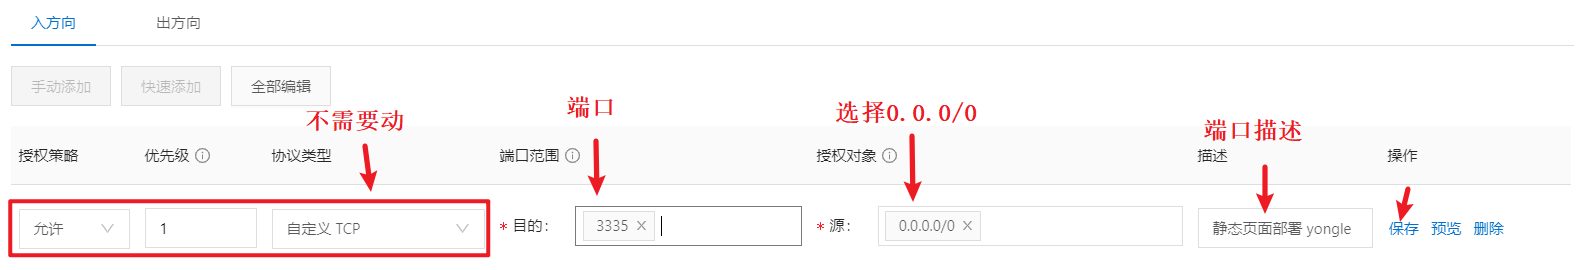 入方向 出方向
手动添加 快速添加 全部编辑
不需要动 端口 选择0.0.0/0 端口描述
授权策略 优先级 协议类型 端口范围 授权对象 描述 操作
允许 1 自定义 TCP * 目的： 3335 × * 源： 0.0.0.0/0 × 静态页面部署 yongle 保存 预览 删除